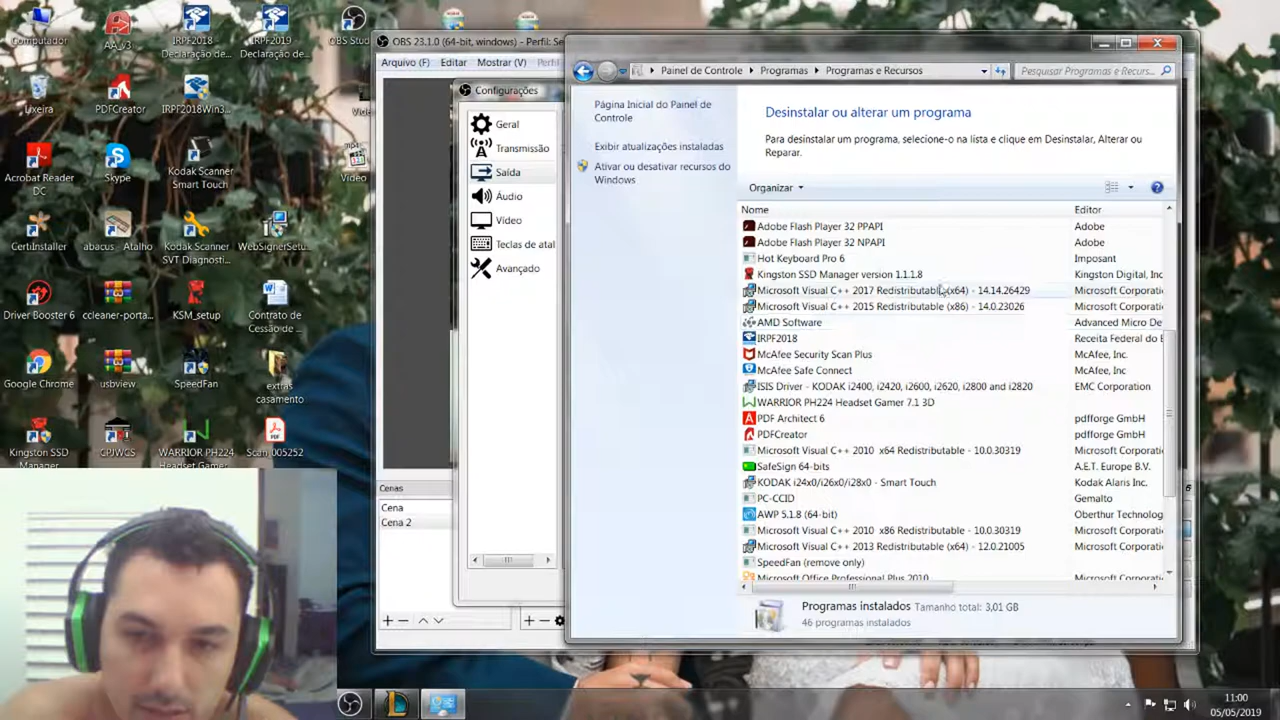 Computador
AA_v3
IRPF2018
Declaração de...
IRPF2019
Declaração de...
OBS Stud
OBS 23.1.0 (64-bit, windows) - Perfil: Se
Arquivo (F)
Editar
Mostrar (V)
Perfil
Configurações
Geral
Transmissão
Saída
Áudio
Vídeo
Teclas de atal
Avançado
Lixeira
PDFCreator
IRPF2018Win3...
Acrobat Reader
DC
Skype
Kodak Scanner
Smart Touch
Video
CertInstaller
abacus - Atalho
Kodak Scanner
SVT Diagnosti...
WebSignerSetu...
Driver Booster 6
ccleaner-porta...
KSM_setup
Contrato de
Cessão de ...
Google Chrome
usbview
SpeedFan
extras
casamento
Kingston SSD
Manager
CPJWCS
WARRIOR PH224
Headset Gamer...
Scan_005252
Cenas
Cena
Cena 2
Painel de Controle
Programas
Programas e Recursos
Pesquisar Programas e Recurs...
Página Inicial do Painel de
Controle
Exibir atualizações instaladas
Ativar ou desativar recursos do
Windows
Desinstalar ou alterar um programa
Para desinstalar um programa, selecione-o na lista e clique em Desinstalar, Alterar ou
Reparar.
Organizar
Nome Editor
Adobe Flash Player 32 PPAPI Adobe
Adobe Flash Player 32 NPAPI Adobe
Hot Keyboard Pro 6 Imposant
Kingston SSD Manager version 1.1.1.8 Kingston Digital, Inc
Microsoft Visual C++ 2017 Redistributable (x64) - 14.14.26429 Microsoft Corporati
Microsoft Visual C++ 2015 Redistributable (x86) - 14.0.23026 Microsoft Corporati
AMD Software Advanced Micro De
IRPF2018 Receita Federal do B
McAfee Security Scan Plus McAfee, Inc.
McAfee Safe Connect McAfee, Inc
ISIS Driver - KODAK i2400, i2420, i2600, i2620, i2800 and i2820 EMC Corporation
WARRIOR PH224 Headset Gamer 7.1 3D
PDF Architect 6 pdfforge GmbH
PDFCreator pdfforge GmbH
Microsoft Visual C++ 2010 x64 Redistributable - 10.0.30319 Microsoft Corporati
SafeSign 64-bits A.E.T. Europe B.V.
KODAK i24x0/i26x0/i28x0 - Smart Touch Kodak Alaris Inc.
PC-CCID Gemalto
AWP 5.1.8 (64-bit) Oberthur Technolog
Microsoft Visual C++ 2010 x86 Redistributable - 10.0.30319 Microsoft Corporati
Microsoft Visual C++ 2013 Redistributable (x64) - 12.0.21005 Microsoft Corporati
SpeedFan (remove only)
Microsoft Office Professional Plus 2010 Microsoft Corporati
Programas instalados Tamanho total: 3,01 GB
46 programas instalados
11:00
05/05/2019